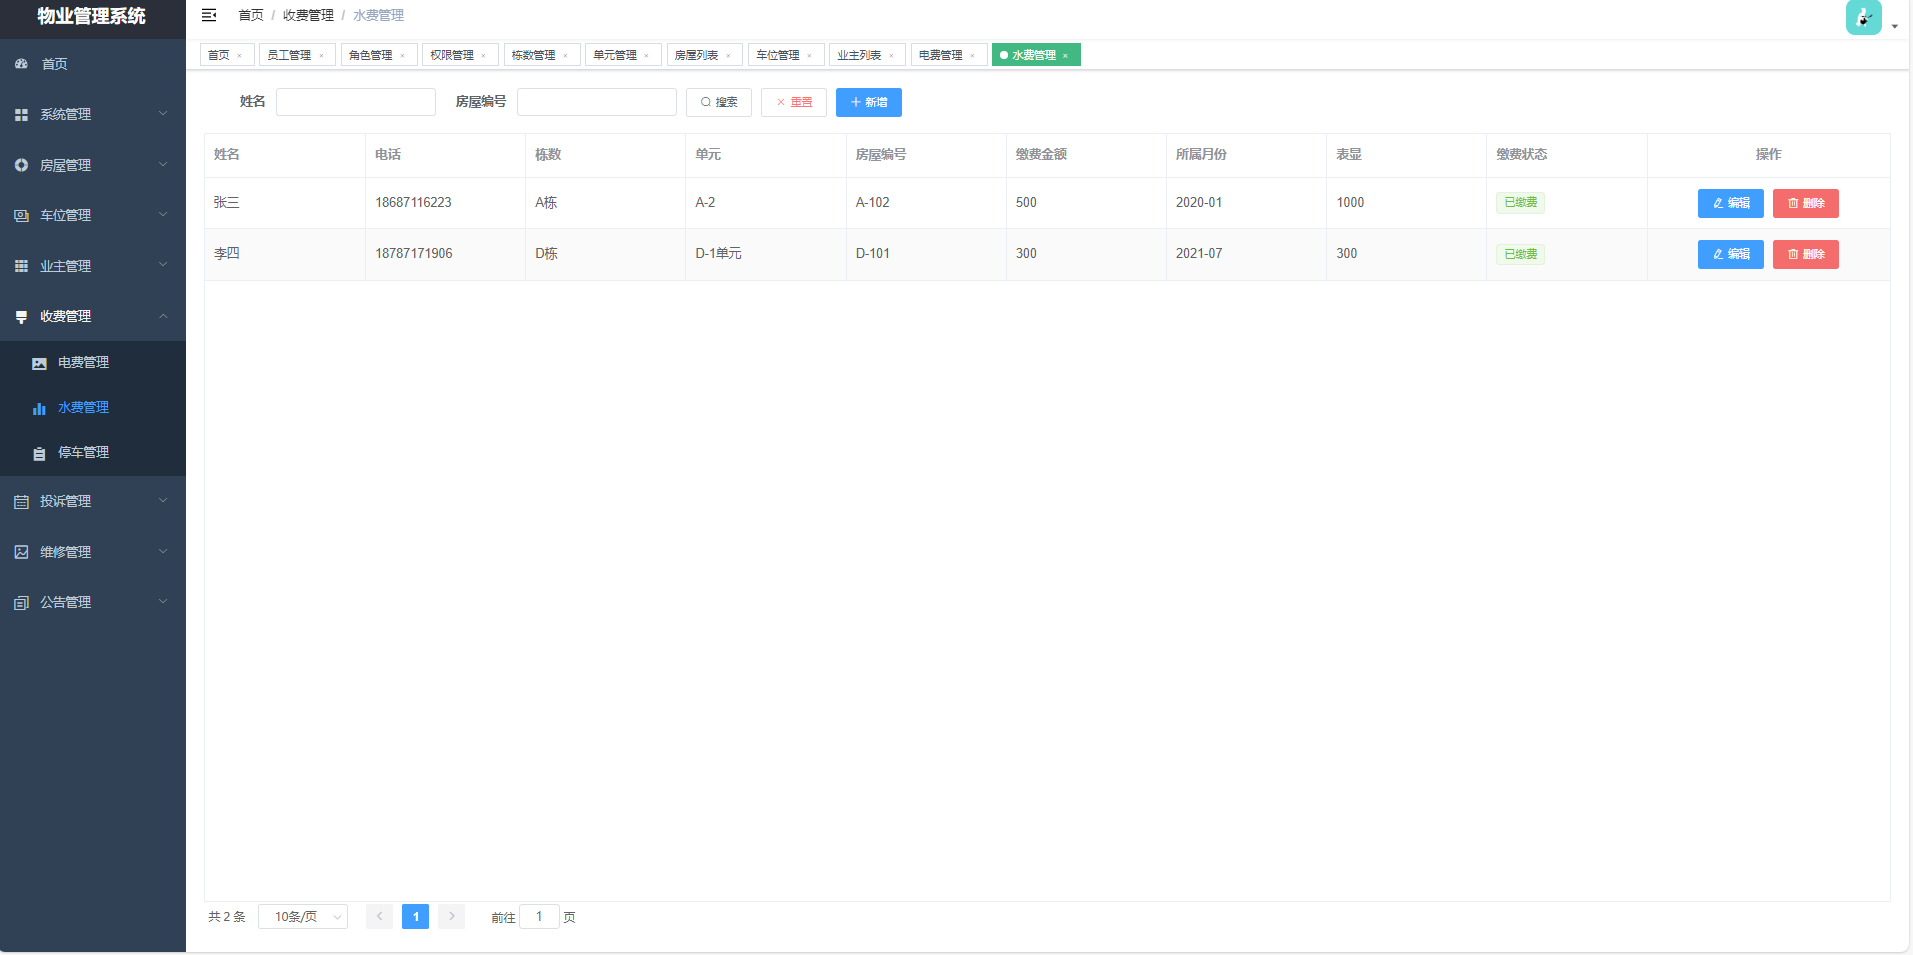 物业管理系统
首页 / 收费管理 / 水费管理
首页 × 员工管理 × 角色管理 × 权限管理 × 栋数管理 × 单元管理 × 房屋列表 × 车位管理 × 业主列表 × 电费管理 × 水费管理 ×
首页
系统管理
房屋管理
车位管理
业主管理
收费管理
电费管理
水费管理
停车管理
投诉管理
维修管理
公告管理
姓名 房屋编号 搜索 重置 新增
姓名 电话 栋数 单元 房屋编号 缴费金额 所属月份 表显 缴费状态 操作
张三 18687116223 A栋 A-2 A-102 500 2020-01 1000 已缴费 编辑 删除
李四 18787171906 D栋 D-1单元 D-101 300 2021-07 300 已缴费 编辑 删除
共 2 条 10条/页 1 前往 1 页